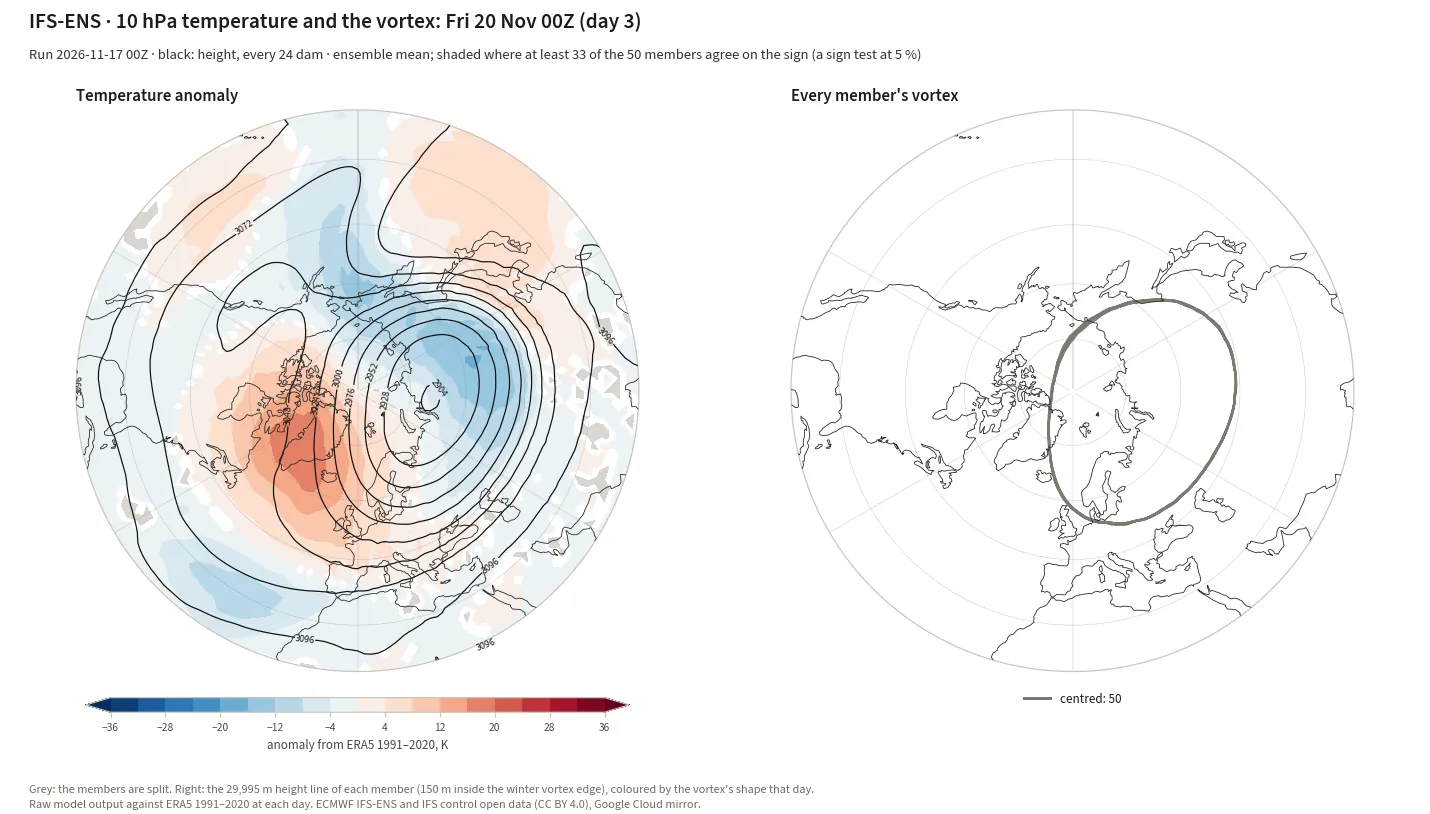 IFS-ENS · 10 hPa temperature and the vortex: Fri 20 Nov 00Z (day 3)
Run 2026-11-17 00Z · black: height, every 24 dam · ensemble mean; shaded where at least 33 of the 50 members agree on the sign (a sign test at 5 %)
Temperature anomaly
Every member's vortex
3072
3096
3000
2952
2976
2928
2904
3096
3096
3096
3096
centred: 50
−36 −28 −20 −12 −4 4 12 20 28 36
anomaly from ERA5 1991–2020, K
Grey: the members are split. Right: the 29,995 m height line of each member (150 m inside the winter vortex edge), coloured by the vortex's shape that day.
Raw model output against ERA5 1991–2020 at each day. ECMWF IFS-ENS and IFS control open data (CC BY 4.0), Google Cloud mirror.